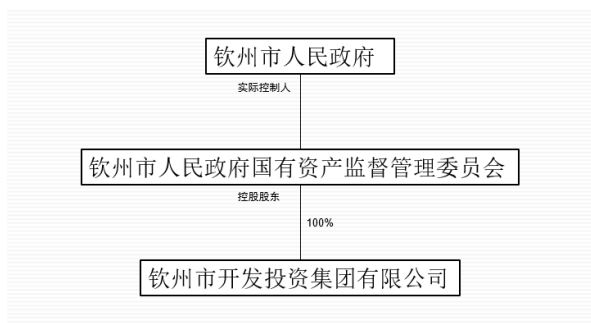 钦州市人民政府
实际控制人
钦州市人民政府国有资产监督管理委员会
控股股东
100%
钦州市开发投资集团有限公司